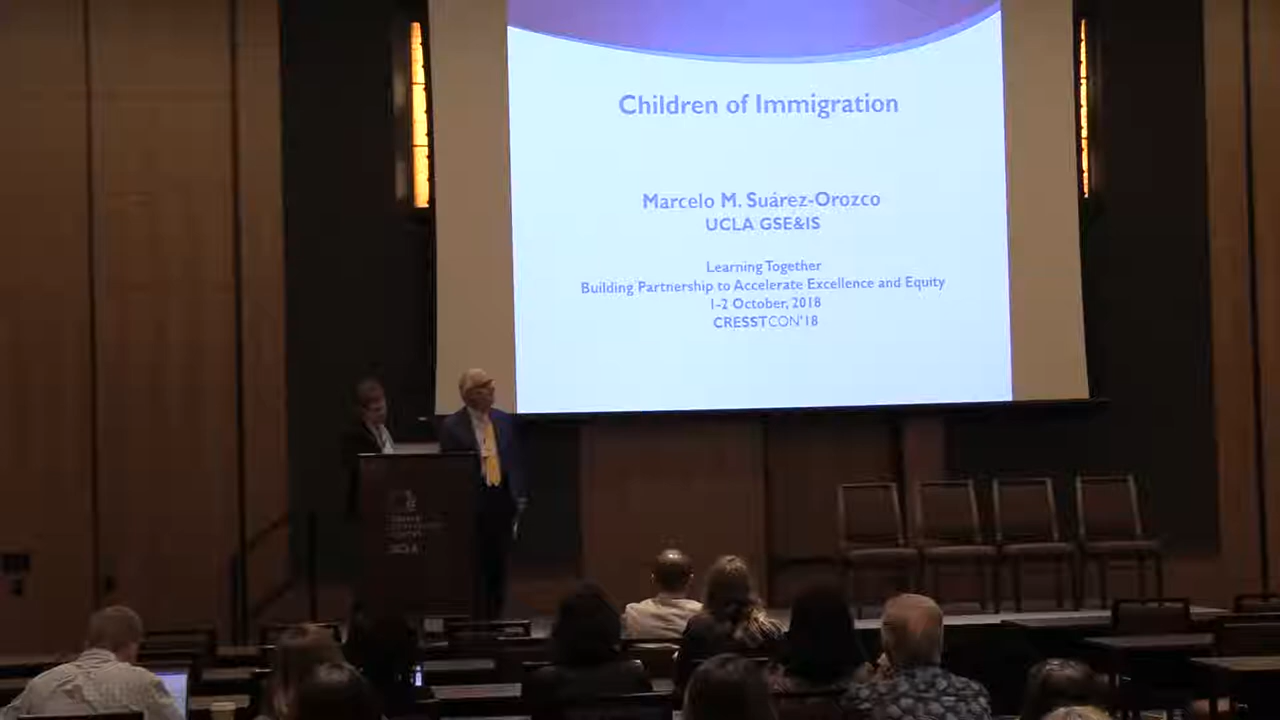 Children of Immigration
Marcelo M. Suárez-Orozco
UCLA GSE&IS
Learning Together
Building Partnership to Accelerate Excellence and Equity
1-2 October, 2018
CRESSTCON'18
UCLA